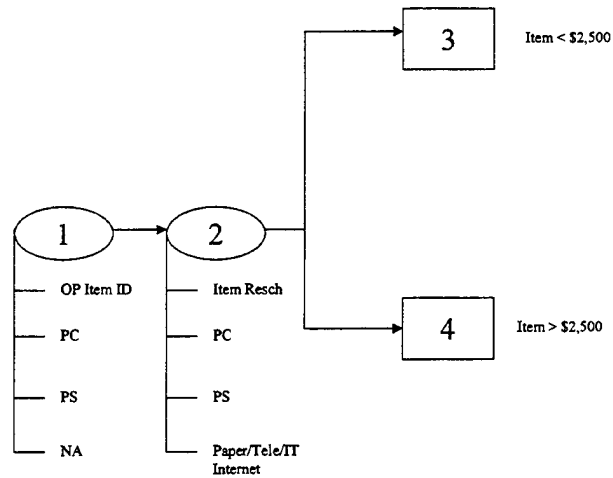 3
Item < $2,500
1
2
OP Item ID
Item Resch
PC
PC
4
Item > $2,500
PS
PS
NA
Paper/Tele/IT
Internet